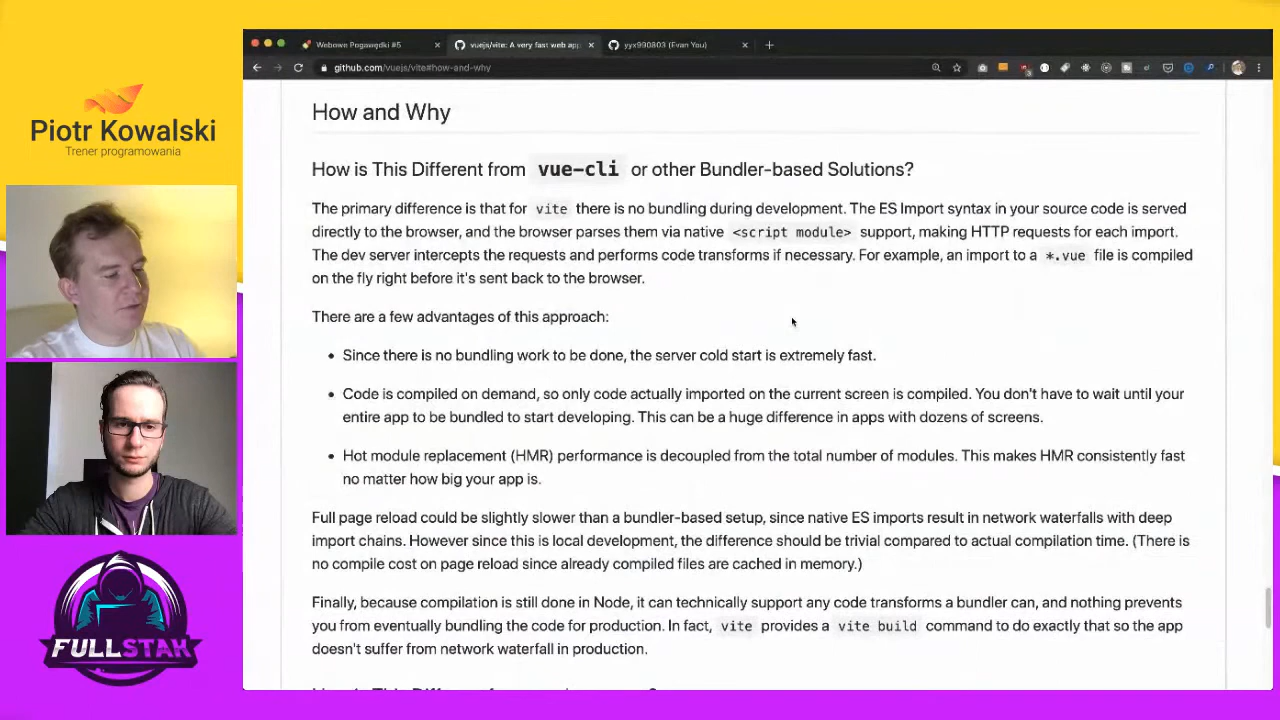 Piotr Kowalski
Trener programowania
FULLSTAK
Webowe Pogawędki #5
vuejs/vite: A very fast web app
yyx990803 (Evan You)
github.com/vuejs/vite#how-and-why
How and Why
How is This Different from vue-cli or other Bundler-based Solutions?
The primary difference is that for vite there is no bundling during development. The ES Import syntax in your source code is served
directly to the browser, and the browser parses them via native <script module> support, making HTTP requests for each import.
The dev server intercepts the requests and performs code transforms if necessary. For example, an import to a *.vue file is compiled
on the fly right before it's sent back to the browser.
There are a few advantages of this approach:
• Since there is no bundling work to be done, the server cold start is extremely fast.
• Code is compiled on demand, so only code actually imported on the current screen is compiled. You don't have to wait until your
entire app to be bundled to start developing. This can be a huge difference in apps with dozens of screens.
• Hot module replacement (HMR) performance is decoupled from the total number of modules. This makes HMR consistently fast
no matter how big your app is.
Full page reload could be slightly slower than a bundler-based setup, since native ES imports result in network waterfalls with deep
import chains. However since this is local development, the difference should be trivial compared to actual compilation time. (There is
no compile cost on page reload since already compiled files are cached in memory.)
Finally, because compilation is still done in Node, it can technically support any code transforms a bundler can, and nothing prevents
you from eventually bundling the code for production. In fact, vite provides a vite build command to do exactly that so the app
doesn't suffer from network waterfall in production.